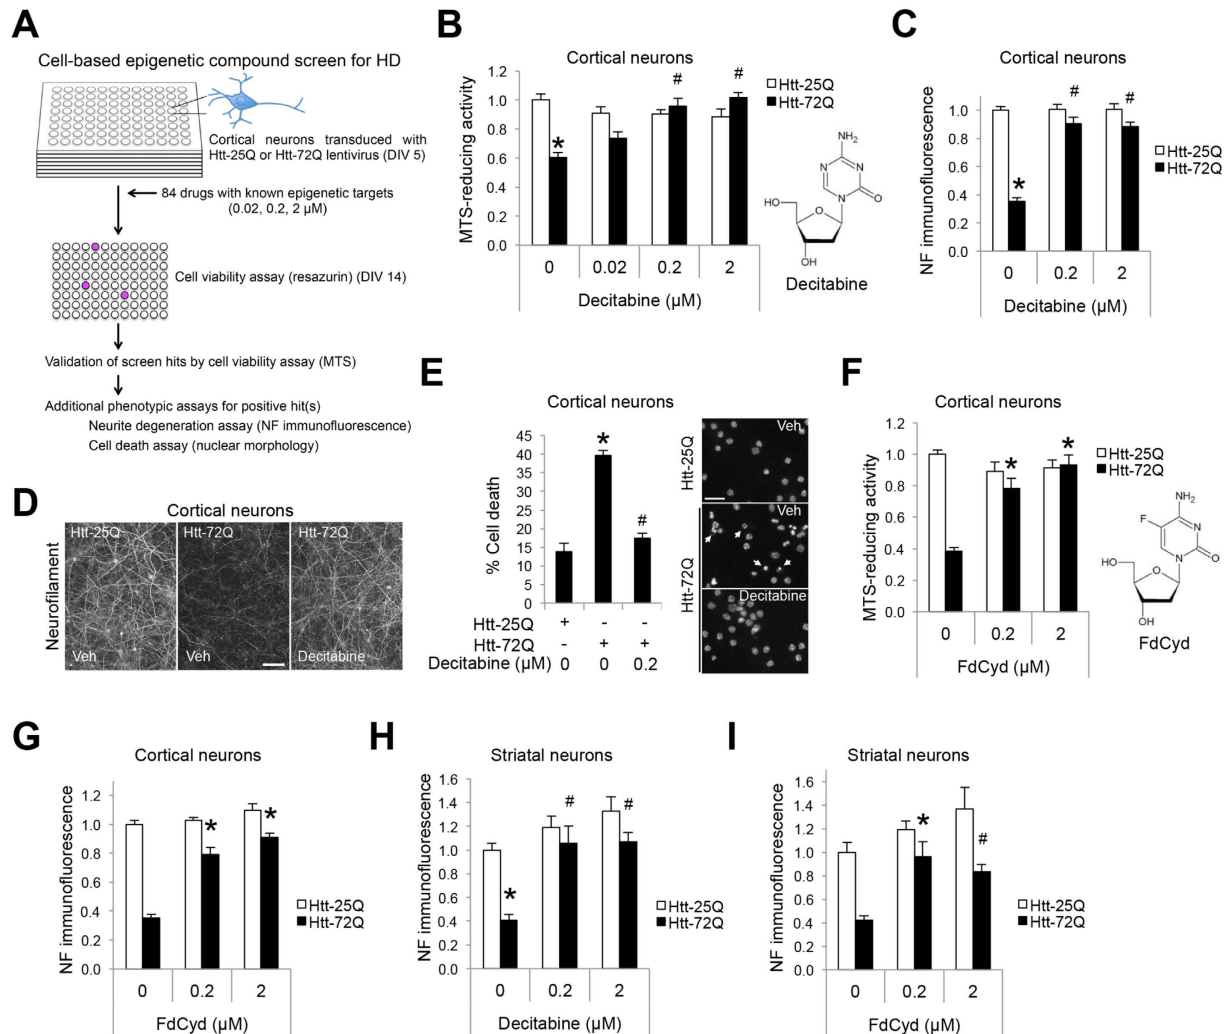 A
Cell-based epigenetic compound screen for HD
Cortical neurons transduced with
Htt-25Q or Htt-72Q lentivirus (DIV 5)
84 drugs with known epigenetic targets
(0.02, 0.2, 2 µM)
Cell viability assay (resazurin) (DIV 14)
Validation of screen hits by cell viability assay (MTS)
Additional phenotypic assays for positive hit(s)
Neurite degeneration assay (NF immunofluorescence)
Cell death assay (nuclear morphology)
B
Cortical neurons
MTS-reducing activity
1.2
1.0
0.8
0.6
0.4
0.2
0.0
*
#
#
Htt-25Q
Htt-72Q
0 0.02 0.2 2
Decitabine (µM)
NH2
N N
N O
HO
O
OH
Decitabine
C
Cortical neurons
NF immunofluorescence
1.0
0.8
0.6
0.4
0.2
0.0
*
#
#
Htt-25Q
Htt-72Q
0 0.2 2
Decitabine (µM)
D
Cortical neurons
Neurofilament
Htt-25Q Htt-72Q Htt-72Q
Veh Veh Decitabine
E
Cortical neurons
% Cell death
45
40
35
30
25
20
15
10
5
0
*
#
Htt-25Q + - -
Htt-72Q - + +
Decitabine (µM) 0 0 0.2
Htt-25Q
Veh
Htt-72Q
Veh
Decitabine
F
Cortical neurons
MTS-reducing activity
1.2
1.0
0.8
0.6
0.4
0.2
0.0
*
*
Htt-25Q
Htt-72Q
0 0.2 2
FdCyd (µM)
NH2
F
N
N O
HO
O
OH
FdCyd
G
Cortical neurons
NF immunofluorescence
1.2
1.0
0.8
0.6
0.4
0.2
0.0
*
*
Htt-25Q
Htt-72Q
0 0.2 2
FdCyd (µM)
H
Striatal neurons
NF immunofluorescence
1.6
1.4
1.2
1.0
0.8
0.6
0.4
0.2
0.0
*
#
#
Htt-25Q
Htt-72Q
0 0.2 2
Decitabine (µM)
I
Striatal neurons
NF immunofluorescence
1.6
1.4
1.2
1.0
0.8
0.6
0.4
0.2
0.0
*
#
Htt-25Q
Htt-72Q
0 0.2 2
FdCyd (µM)